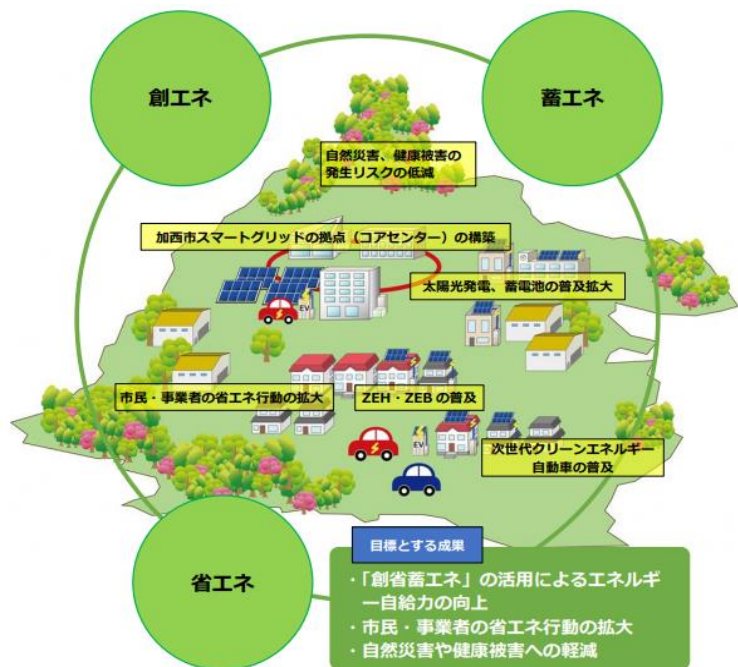 創エネ
蓄エネ
自然災害、健康被害の
発生リスクの低減
加西市スマートグリッドの拠点（コアセンター）の構築
太陽光発電、蓄電池の普及拡大
EV
市民・事業者の省エネ行動の拡大
ZEH・ZEBの普及
EV
次世代クリーンエネルギー
自動車の普及
省エネ
目標とする成果
・「創省蓄エネ」の活用によるエネルギ
ー自給力の向上
・市民・事業者の省エネ行動の拡大
・自然災害や健康被害への軽減